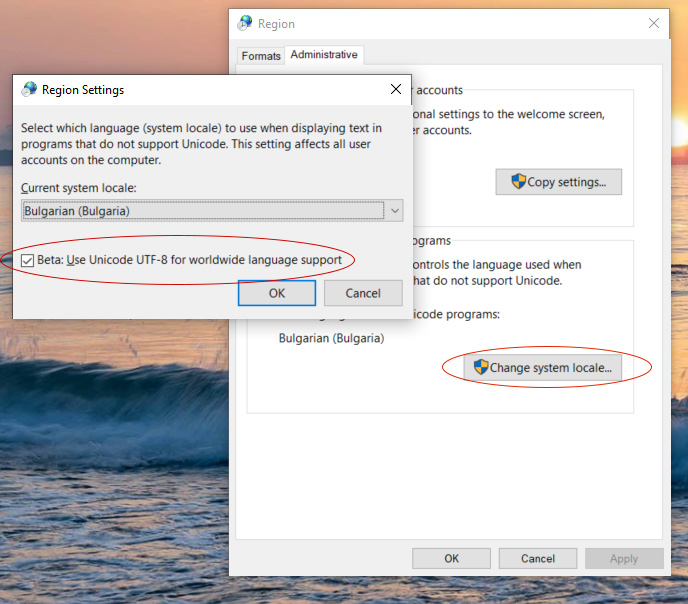 Region
Formats
Administrative
accounts
onal settings to the welcome screen,
er accounts.
Copy settings...
ograms
ontrols the language used when
hat do not support Unicode.
icode programs:
Bulgarian (Bulgaria)
Change system locale...
OK
Cancel
Apply
Region Settings
Select which language (system locale) to use when displaying text in
programs that do not support Unicode. This setting affects all user
accounts on the computer.
Current system locale:
Bulgarian (Bulgaria)
Beta: Use Unicode UTF-8 for worldwide language support
OK
Cancel